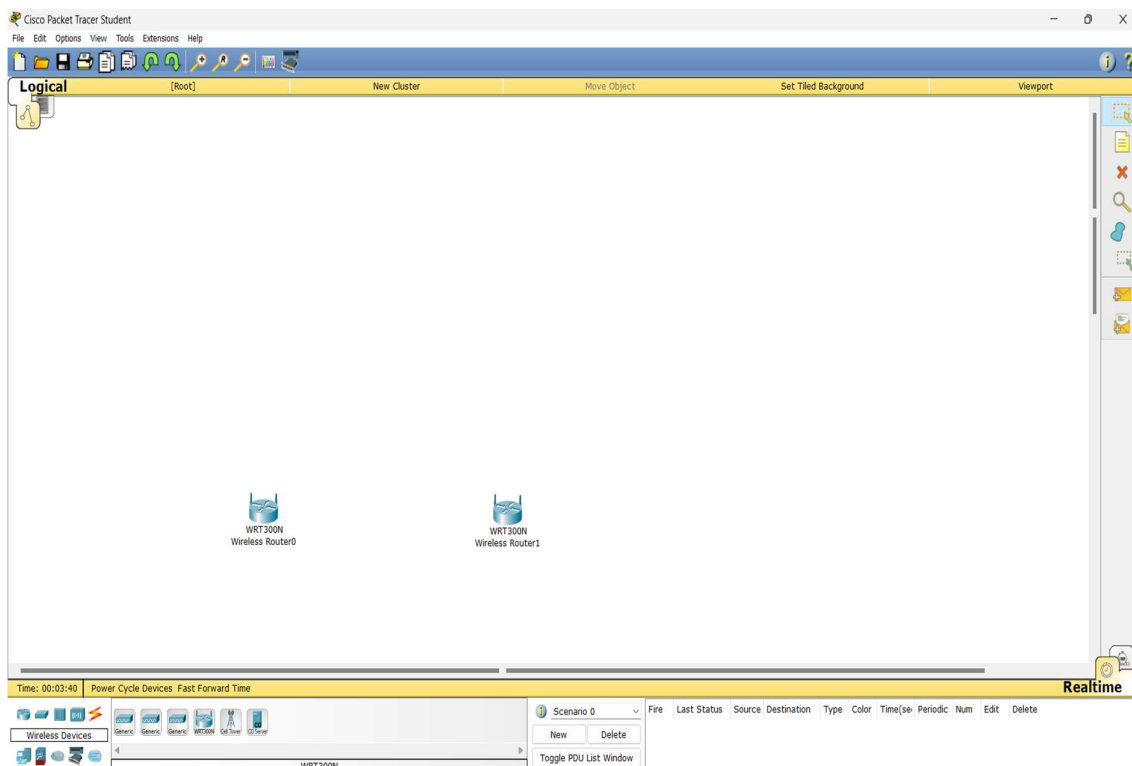 Cisco Packet Tracer Student
File Edit Options View Tools Extensions Help
Logical [Root] New Cluster Move Object Set Tiled Background Viewport
WRT300N
Wireless Router0
WRT300N
Wireless Router1
Time: 00:03:40 Power Cycle Devices Fast Forward Time Realtime
Wireless Devices
Generic Generic Generic WRT300N Cell Tower CO Server
WRT300N
Scenario 0
New Delete
Toggle PDU List Window
Fire Last Status Source Destination Type Color Time(se Periodic Num Edit Delete